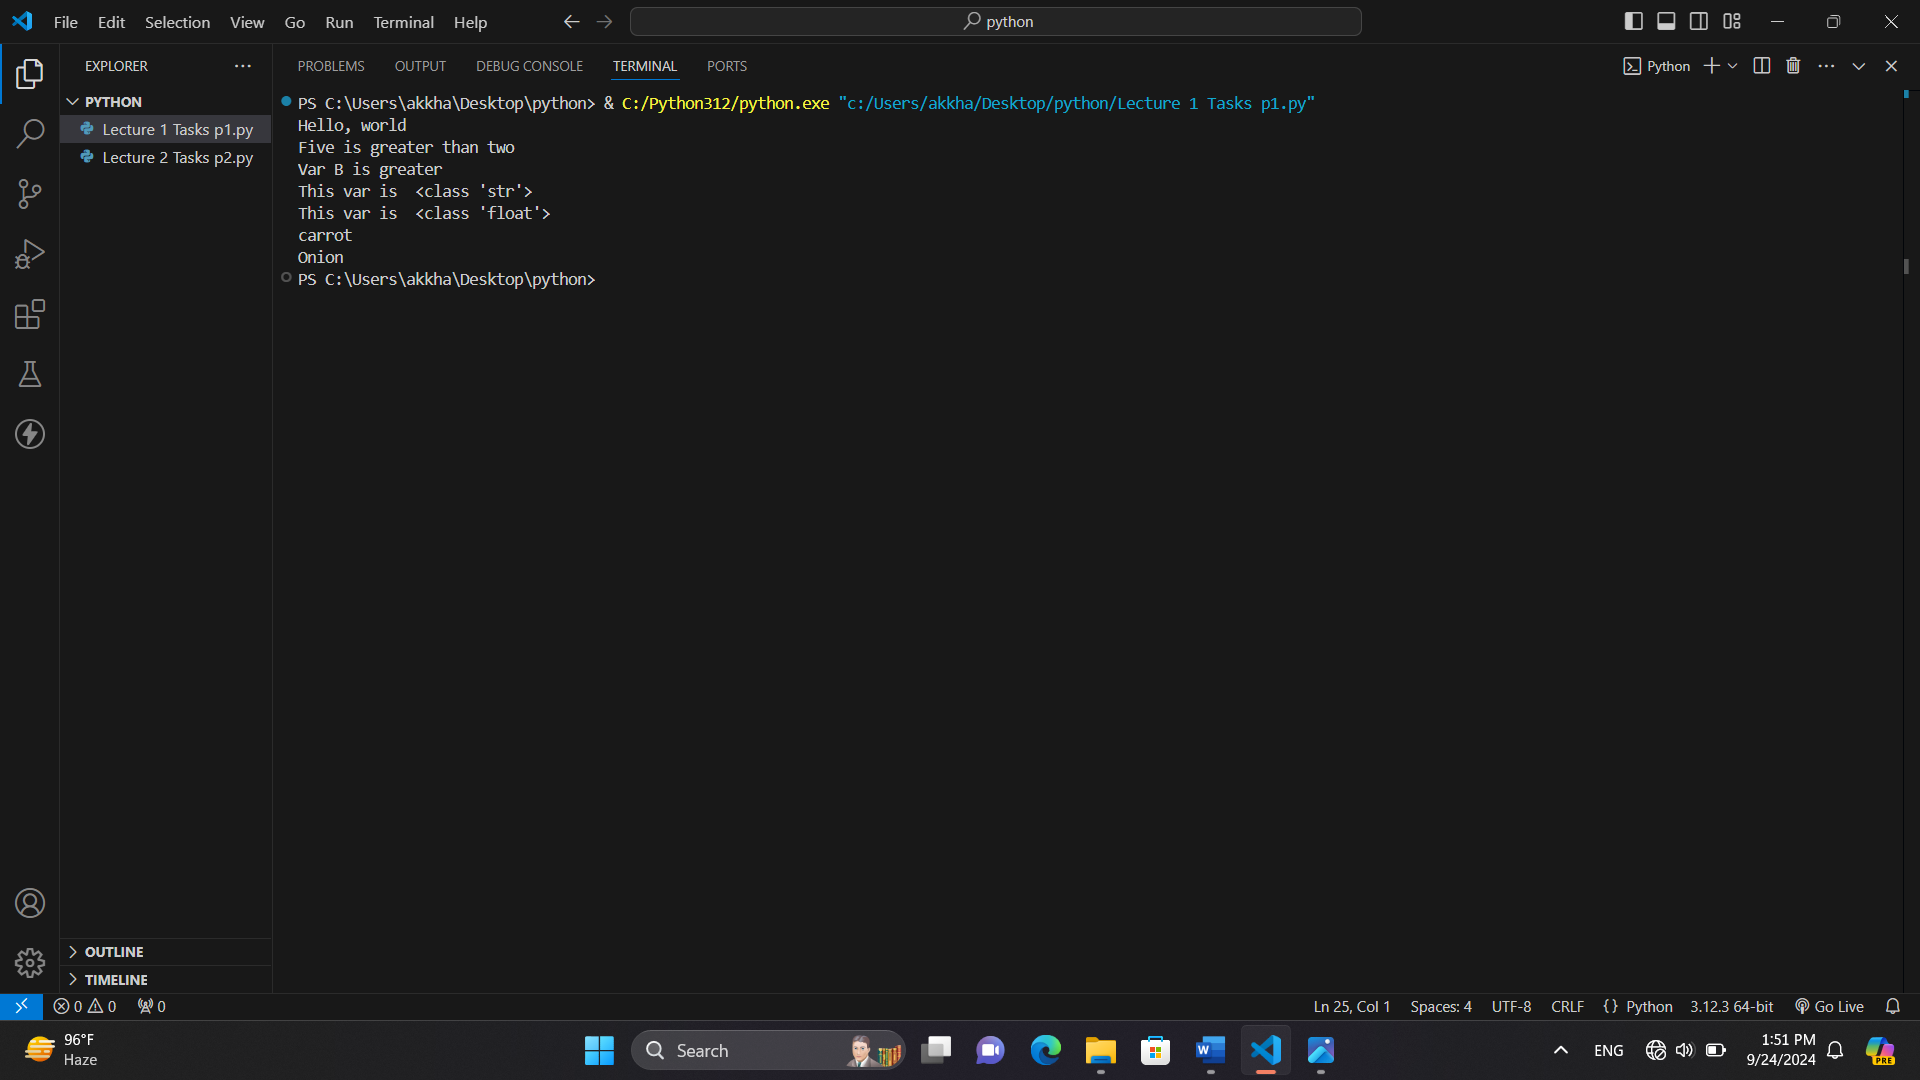 File Edit Selection View Go Run Terminal Help
python
EXPLORER
PYTHON
Lecture 1 Tasks p1.py
Lecture 2 Tasks p2.py
PROBLEMS OUTPUT DEBUG CONSOLE TERMINAL PORTS
Python
PS C:\Users\akkha\Desktop\python> & C:/Python312/python.exe "c:/Users/akkha/Desktop/python/Lecture 1 Tasks p1.py"
Hello, world
Five is greater than two
Var B is greater
This var is  <class 'str'>
This var is  <class 'float'>
carrot
Onion
PS C:\Users\akkha\Desktop\python>
OUTLINE
TIMELINE
0 0 0
Ln 25, Col 1 Spaces: 4 UTF-8 CRLF {} Python 3.12.3 64-bit Go Live
96°F
Haze
Search
W
ENG
1:51 PM
9/24/2024
PRE